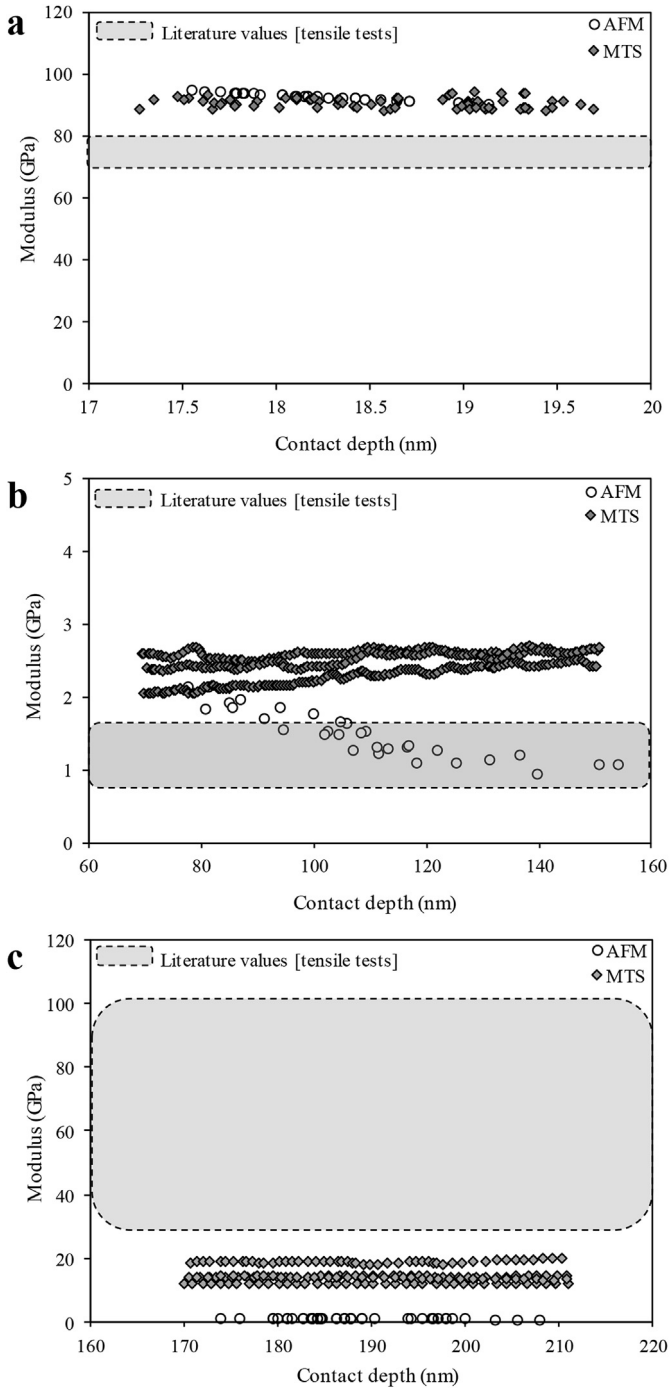 a
120
100
80
60
40
20
0
Modulus (GPa)
Literature values [tensile tests]
AFM
MTS
17 17.5 18 18.5 19 19.5 20
Contact depth (nm)
b
5
4
3
2
1
0
Modulus (GPa)
Literature values [tensile tests]
AFM
MTS
60 80 100 120 140 160
Contact depth (nm)
c
120
100
80
60
40
20
0
Modulus (GPa)
Literature values [tensile tests]
AFM
MTS
160 170 180 190 200 210 220
Contact depth (nm)